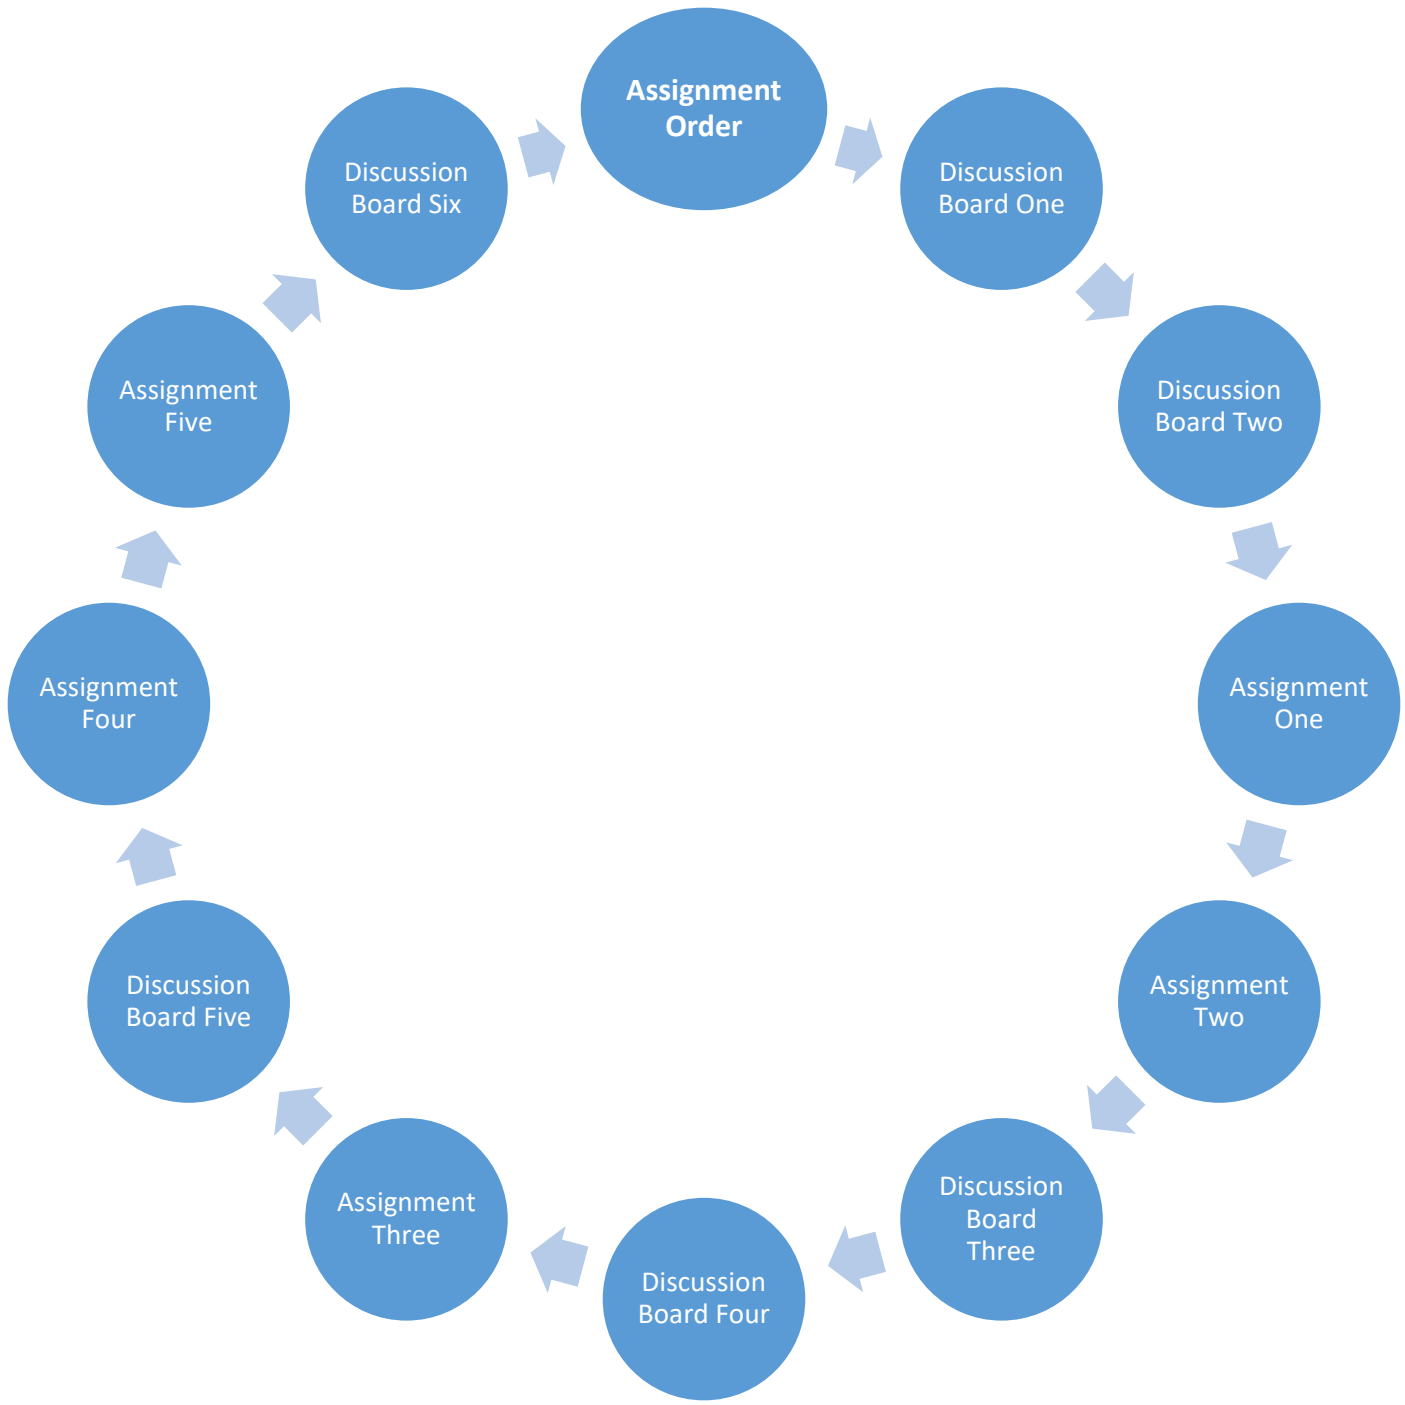 Assignment
Order
Discussion
Board One
Discussion
Board Two
Assignment
One
Assignment
Two
Discussion
Board
Three
Discussion
Board Four
Assignment
Three
Discussion
Board Five
Assignment
Four
Assignment
Five
Discussion
Board Six